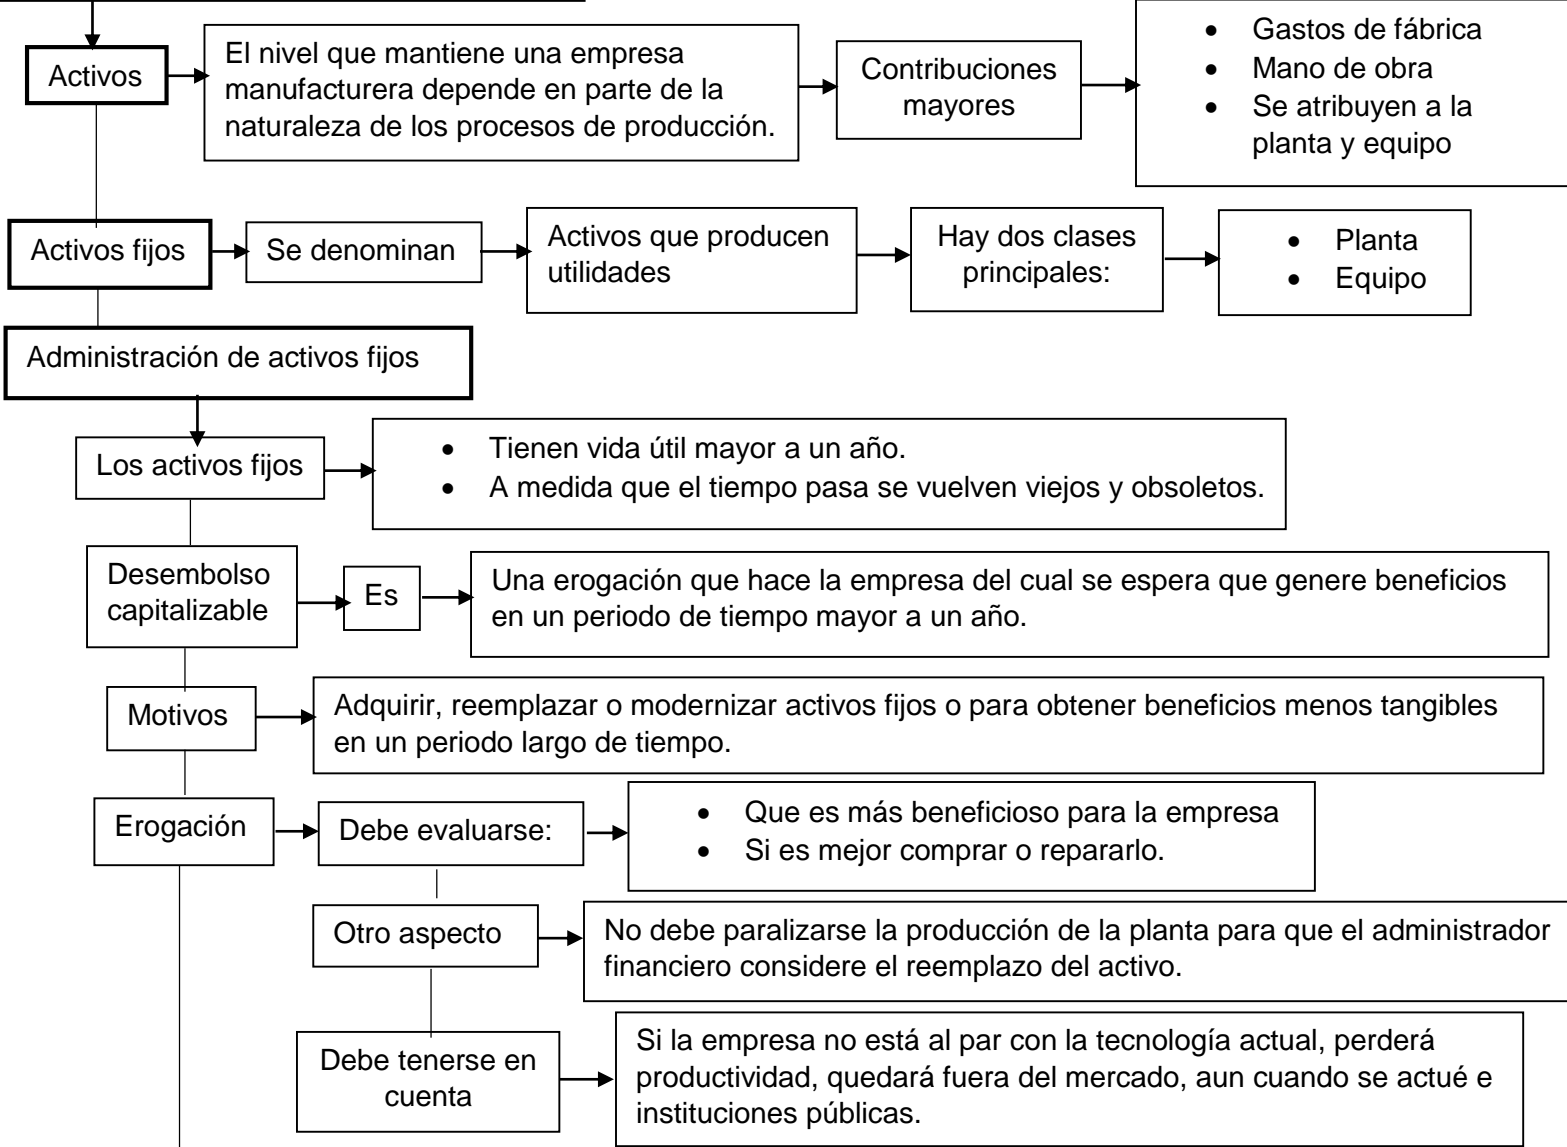 Activos
El nivel que mantiene una empresa
manufacturera depende en parte de la
naturaleza de los procesos de producción.
Contribuciones
mayores
• Gastos de fábrica
• Mano de obra
• Se atribuyen a la
planta y equipo
Activos fijos
Se denominan
Activos que producen
utilidades
Hay dos clases
principales:
• Planta
• Equipo
Administración de activos fijos
Los activos fijos
• Tienen vida útil mayor a un año.
• A medida que el tiempo pasa se vuelven viejos y obsoletos.
Desembolso
capitalizable
Es
Una erogación que hace la empresa del cual se espera que genere beneficios
en un periodo de tiempo mayor a un año.
Motivos
Adquirir, reemplazar o modernizar activos fijos o para obtener beneficios menos tangibles
en un periodo largo de tiempo.
Erogación
Debe evaluarse:
• Que es más beneficioso para la empresa
• Si es mejor comprar o repararlo.
Otro aspecto
No debe paralizarse la producción de la planta para que el administrador
financiero considere el reemplazo del activo.
Debe tenerse en
cuenta
Si la empresa no está al par con la tecnología actual, perderá
productividad, quedará fuera del mercado, aun cuando se actué e
instituciones públicas.